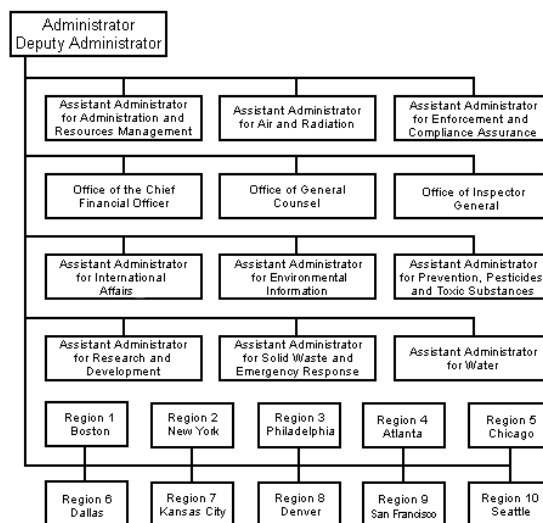 Administrator
Deputy Administrator
Assistant Administrator
for Administration and
Resources Management
Assistant Administrator
for Air and Radiation
Assistant Administrator
for Enforcement and
Compliance Assurance
Office of the Chief
Financial Officer
Office of General
Counsel
Office of Inspector
General
Assistant Administrator
for International
Affairs
Assistant Administrator
for Environmental
Information
Assistant Administrator
for Prevention, Pesticides
and Toxic Substances
Assistant Administrator
for Research and
Development
Assistant Administrator
for Solid Waste and
Emergency Response
Assistant Administrator
for Water
Region 1
Boston
Region 2
New York
Region 3
Philadelphia
Region 4
Atlanta
Region 5
Chicago
Region 6
Dallas
Region 7
Kansas City
Region 8
Denver
Region 9
San Francisco
Region 10
Seattle